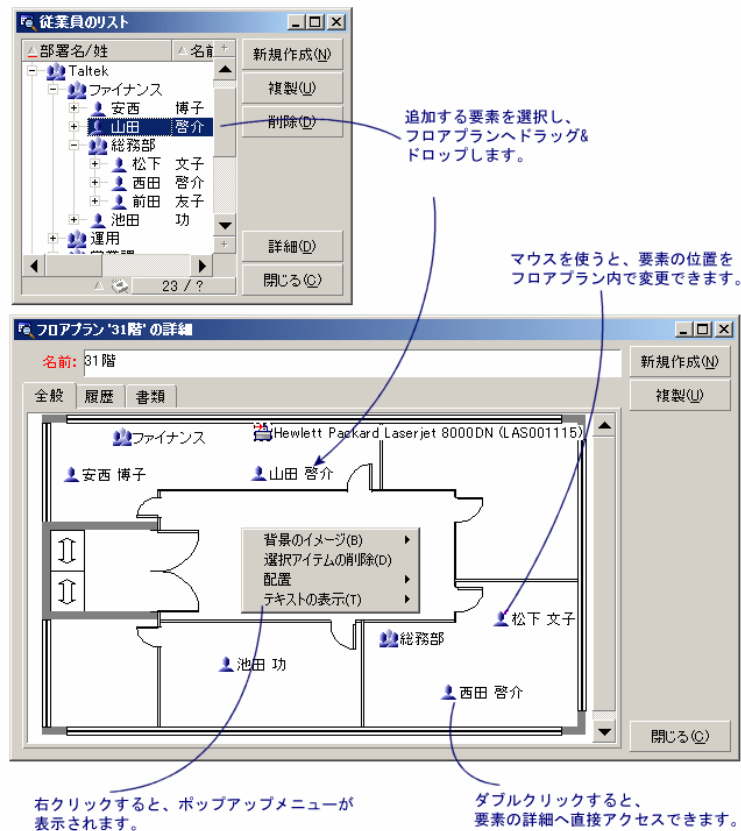 従業員のリスト
部署名/姓 名前
Taltek
ファイナンス
安西 博子
山田 啓介
総務部
松下 文子
西田 啓介
前田 友子
池田 功
運用
23 / ?
新規作成(N)
複製(U)
削除(D)
詳細(D)
閉じる(C)
追加する要素を選択し、
フロアプランへドラッグ&
ドロップします。
マウスを使うと、要素の位置を
フロアプラン内で変更できます。
フロアプラン '31階' の詳細
名前: 31階
新規作成(N)
複製(U)
全般 履歴 書類
ファイナンス
Hewlett Packard Laserjet 8000DN (LAS001115)
安西 博子
山田 啓介
背景のイメージ(B)
選択アイテムの削除(D)
配置
テキストの表示(T)
松下 文子
総務部
池田 功
西田 啓介
閉じる(C)
右クリックすると、ポップアップメニューが
表示されます。
ダブルクリックすると、
要素の詳細へ直接アクセスできます。